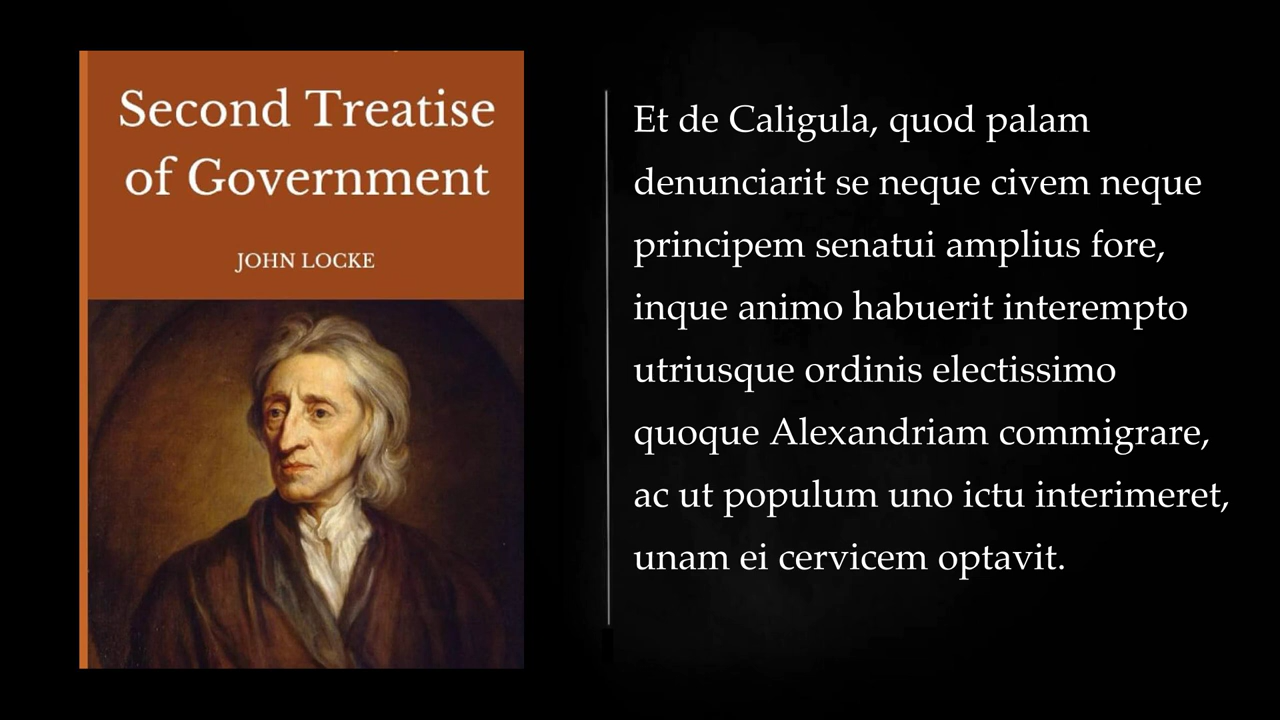 Second Treatise
of Government
JOHN LOCKE
Et de Caligula, quod palam
denunciarit se neque civem neque
principem senatui amplius fore,
inque animo habuerit interempto
utriusque ordinis electissimo
quoque Alexandriam commigrare,
ac ut populum uno ictu interimeret,
unam ei cervicem optavit.